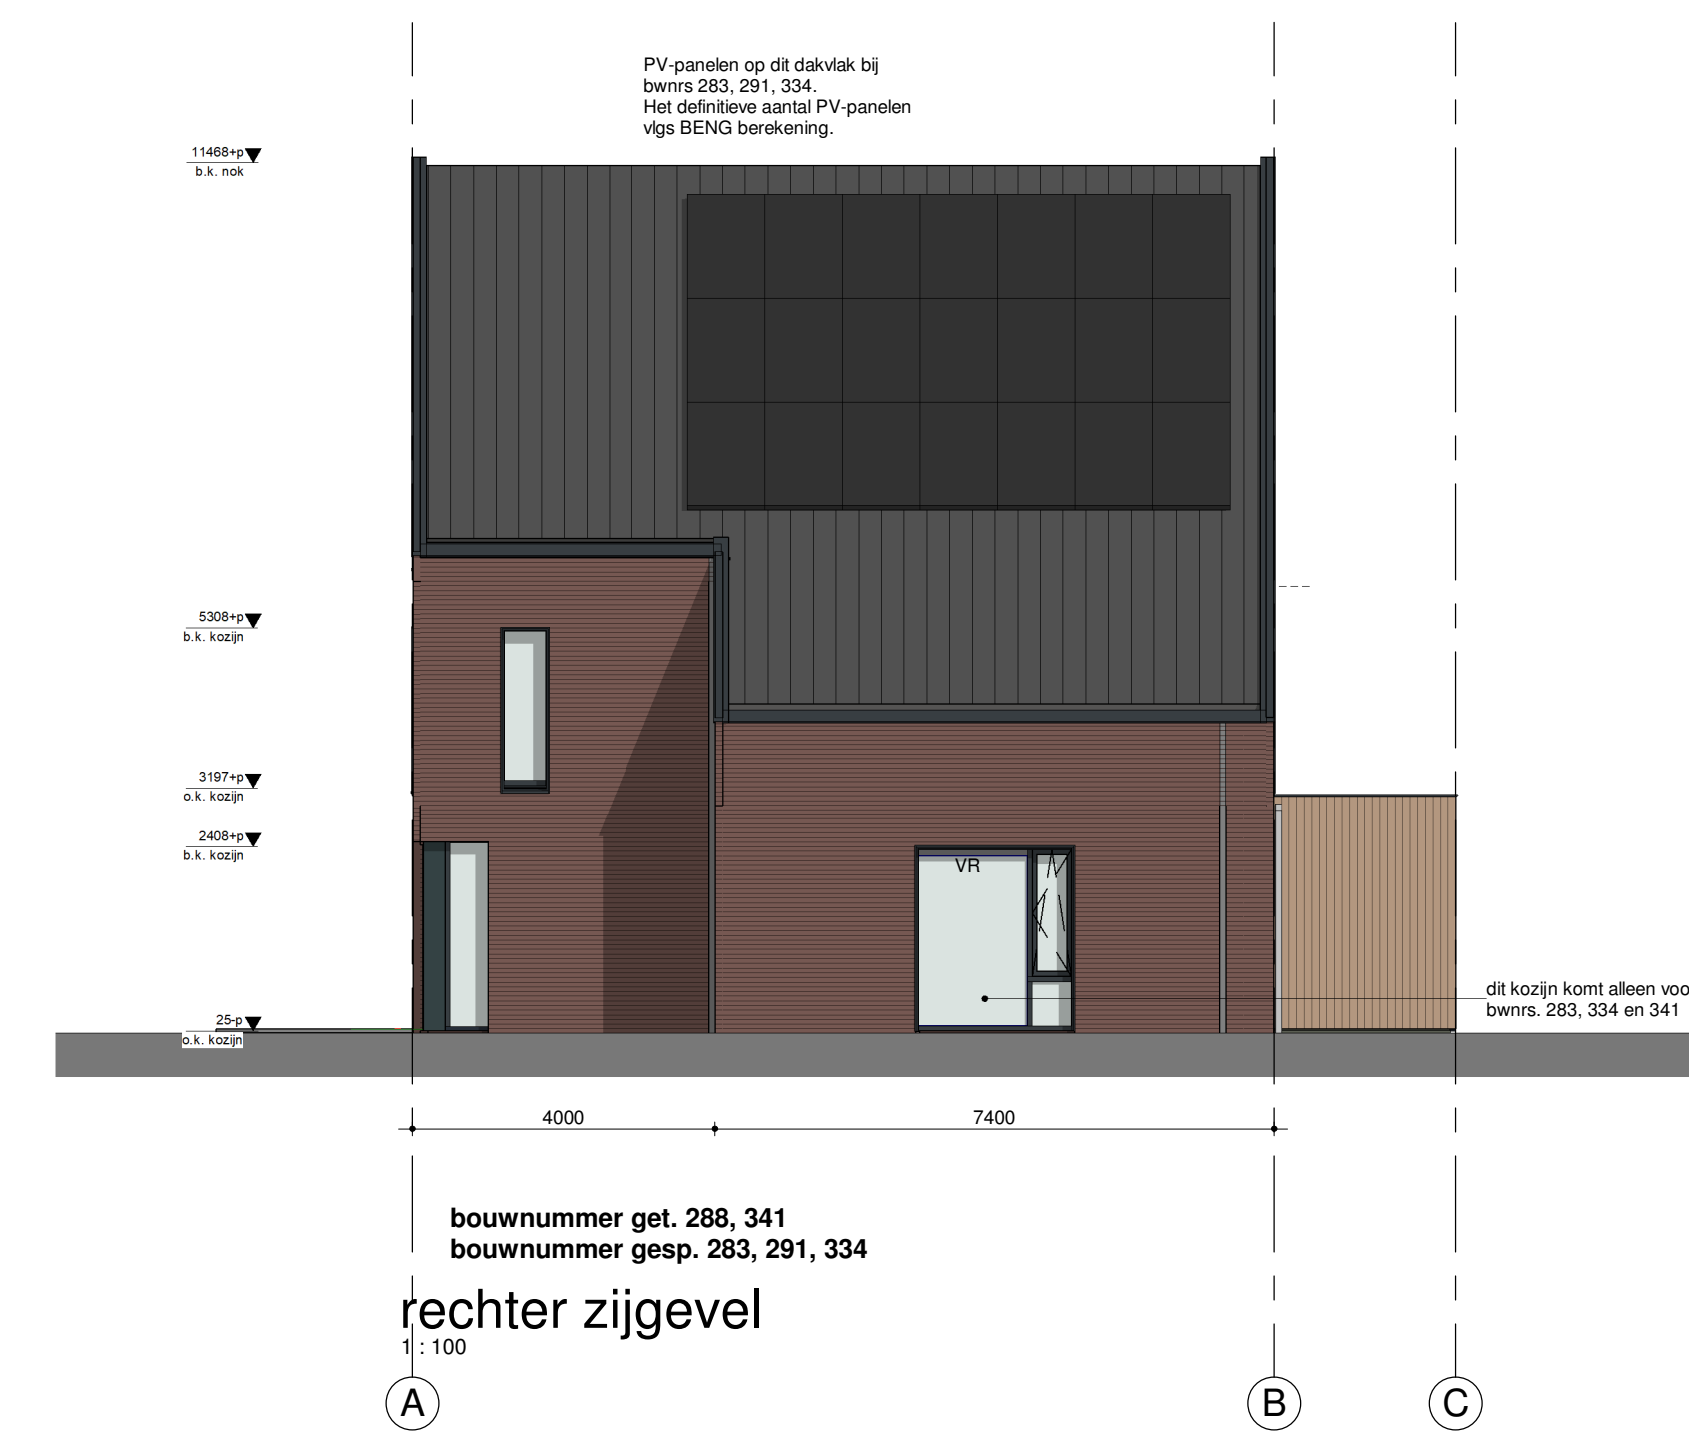 PV-panelen op dit dakvlak bij
bwnrs 283, 291, 334.
Het definitieve aantal PV-panelen
vlgs BENG berekening.
11468+p
b.k. nok
5308+p
b.k. kozijn
3197+p
o.k. kozijn
2408+p
b.k. kozijn
VR
dit kozijn komt alleen voo
bwnrs. 283, 334 en 341
25-p
o.k. kozijn
4000
7400
bouwnummer get. 288, 341
bouwnummer gesp. 283, 291, 334
rechter zijgevel
1 : 100
A
B
C